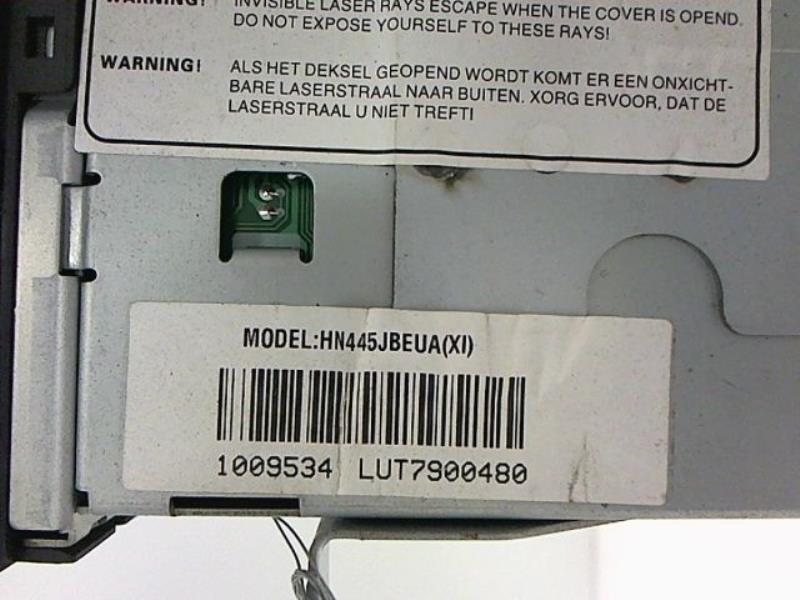 WARNING! INVISIBLE LASER RAYS ESCAPE WHEN THE COVER IS OPEND.
DO NOT EXPOSE YOURSELF TO THESE RAYS!
WARNING! ALS HET DEKSEL GEOPEND WORDT KOMT ER EEN ONXICHT-
BARE LASERSTRAAL NAAR BUITEN. XORG ERVOOR, DAT DE
LASERSTRAAL U NIET TREFT!
MODEL:HN445JBEUA(XI)
1009534 LUT7900480